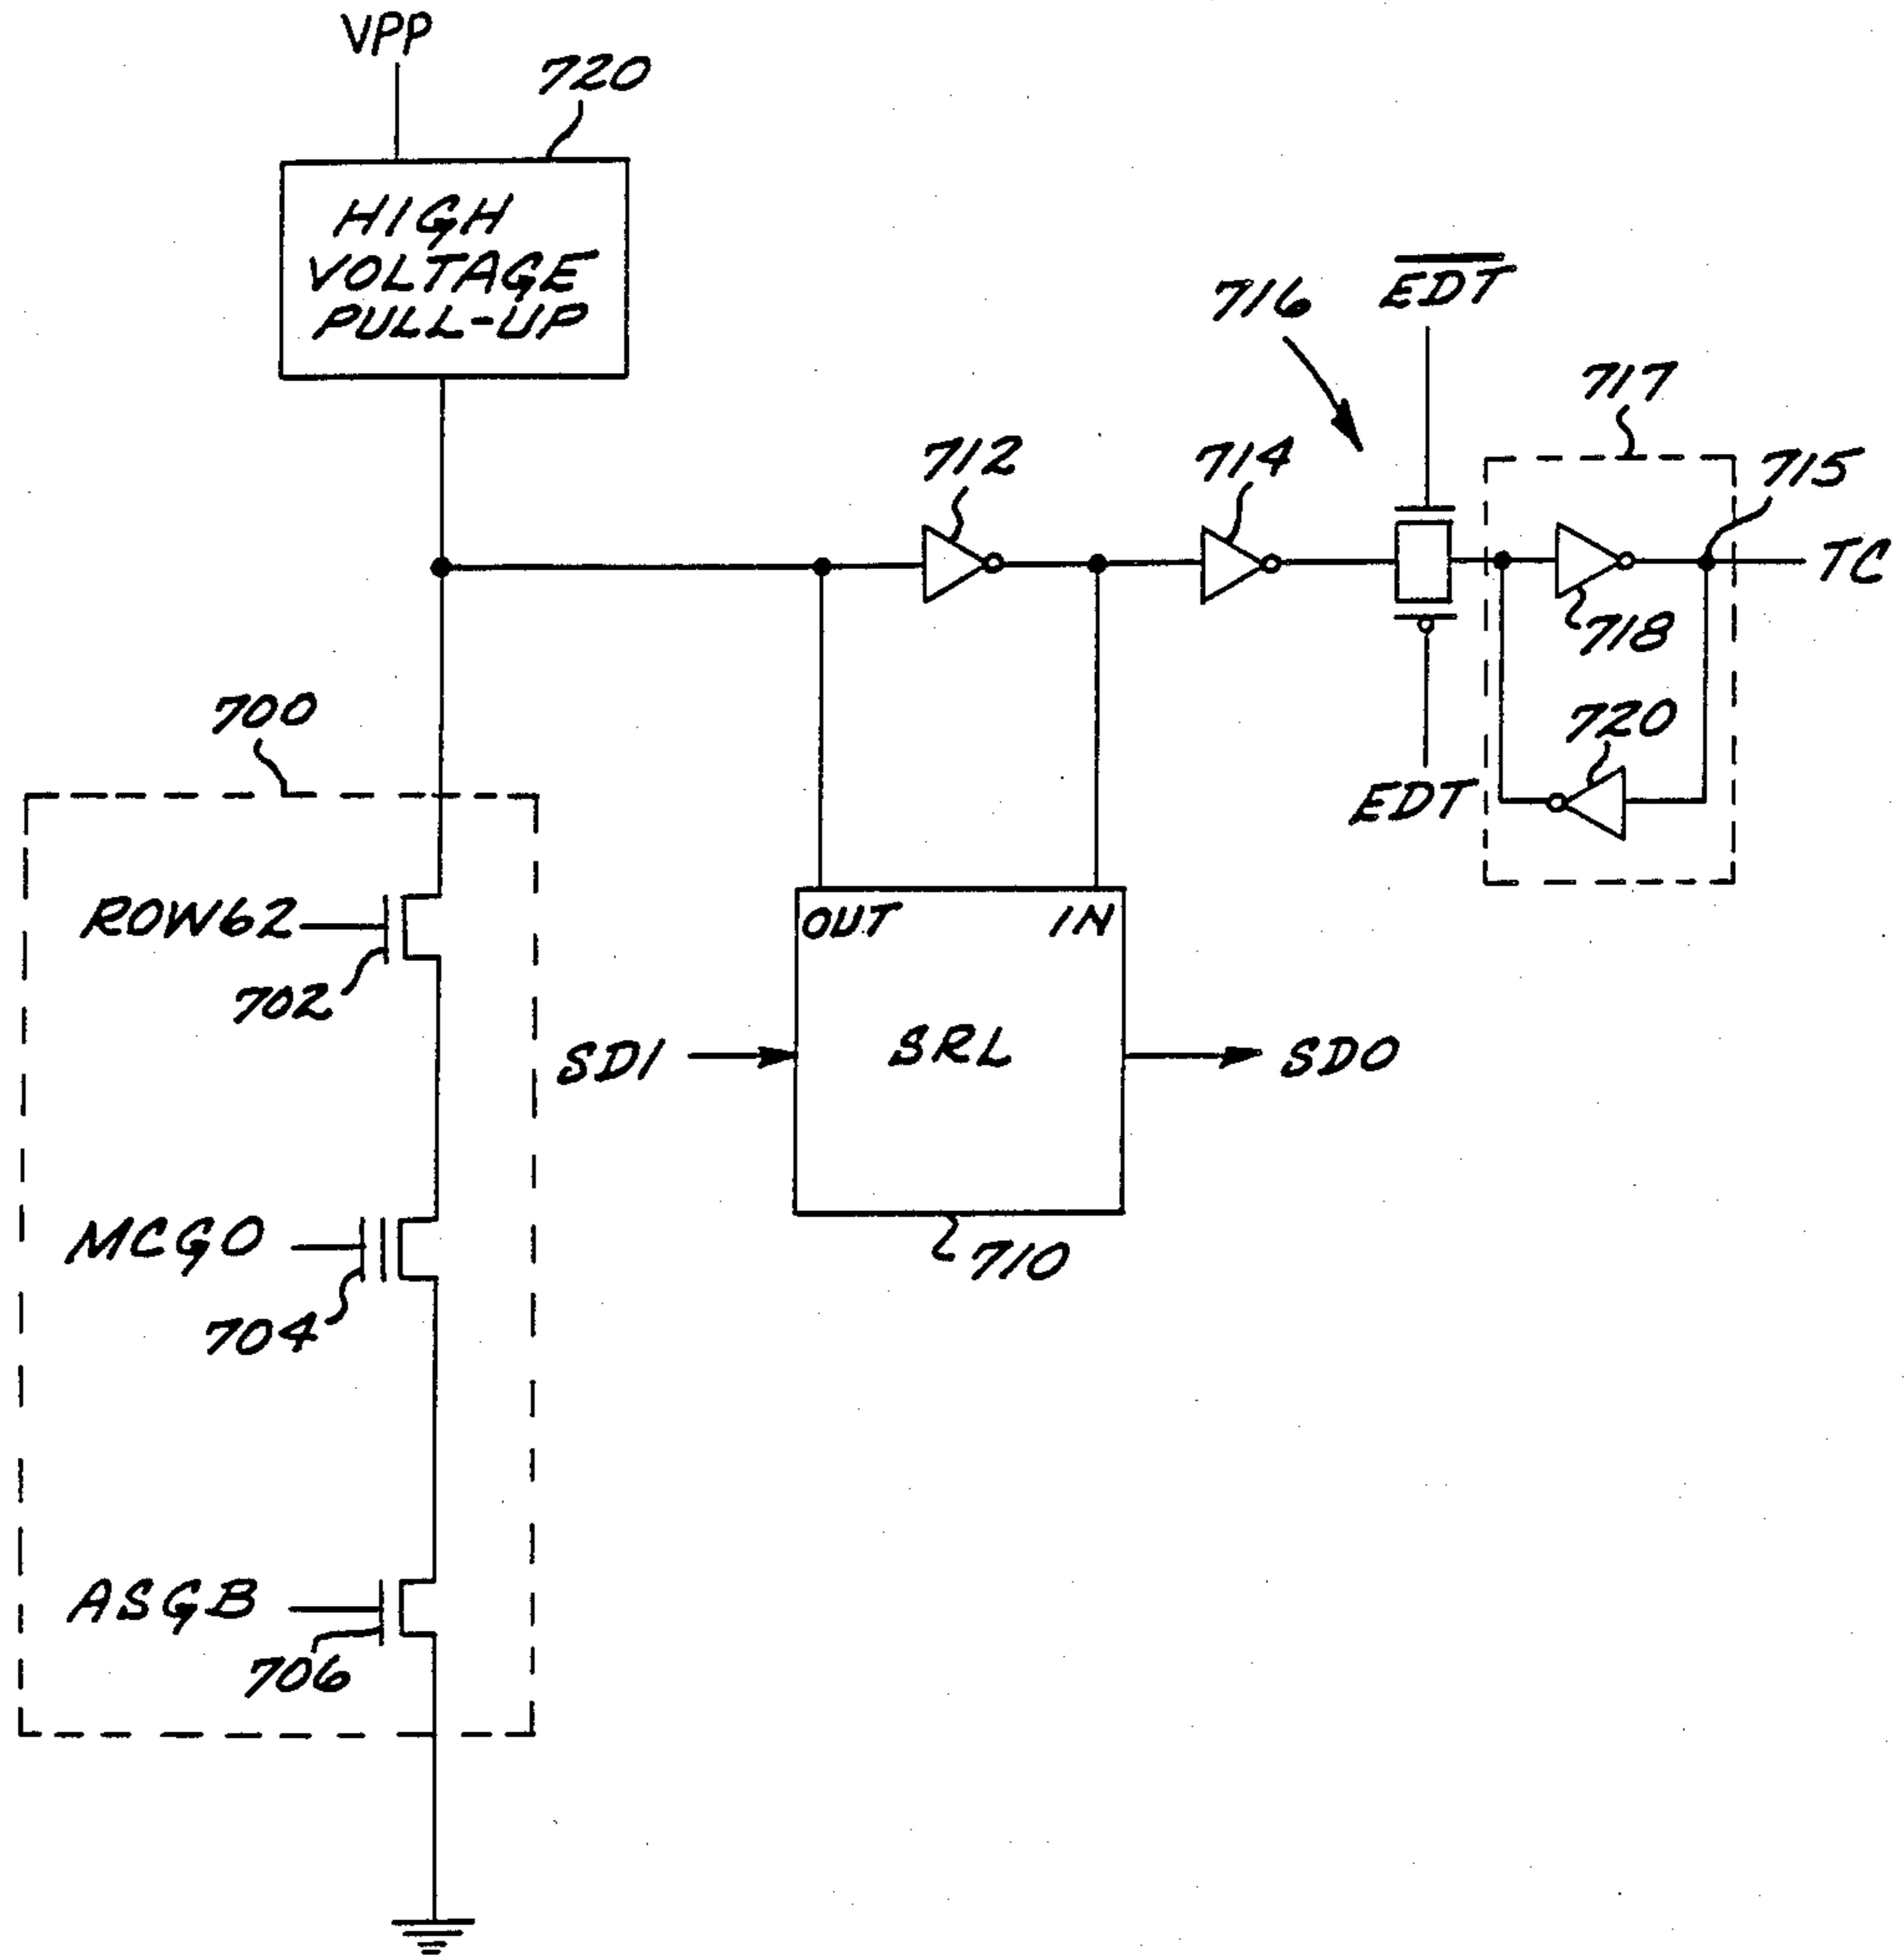 VPP
720
HIGH
VOLTAGE
PULL-UP
716
EDT
717
712
714
715
TC
718
720
EDT
700
ROW62
702
OUT
IN
SDI
SRL
SDO
710
MCGO
704
ASGB
706